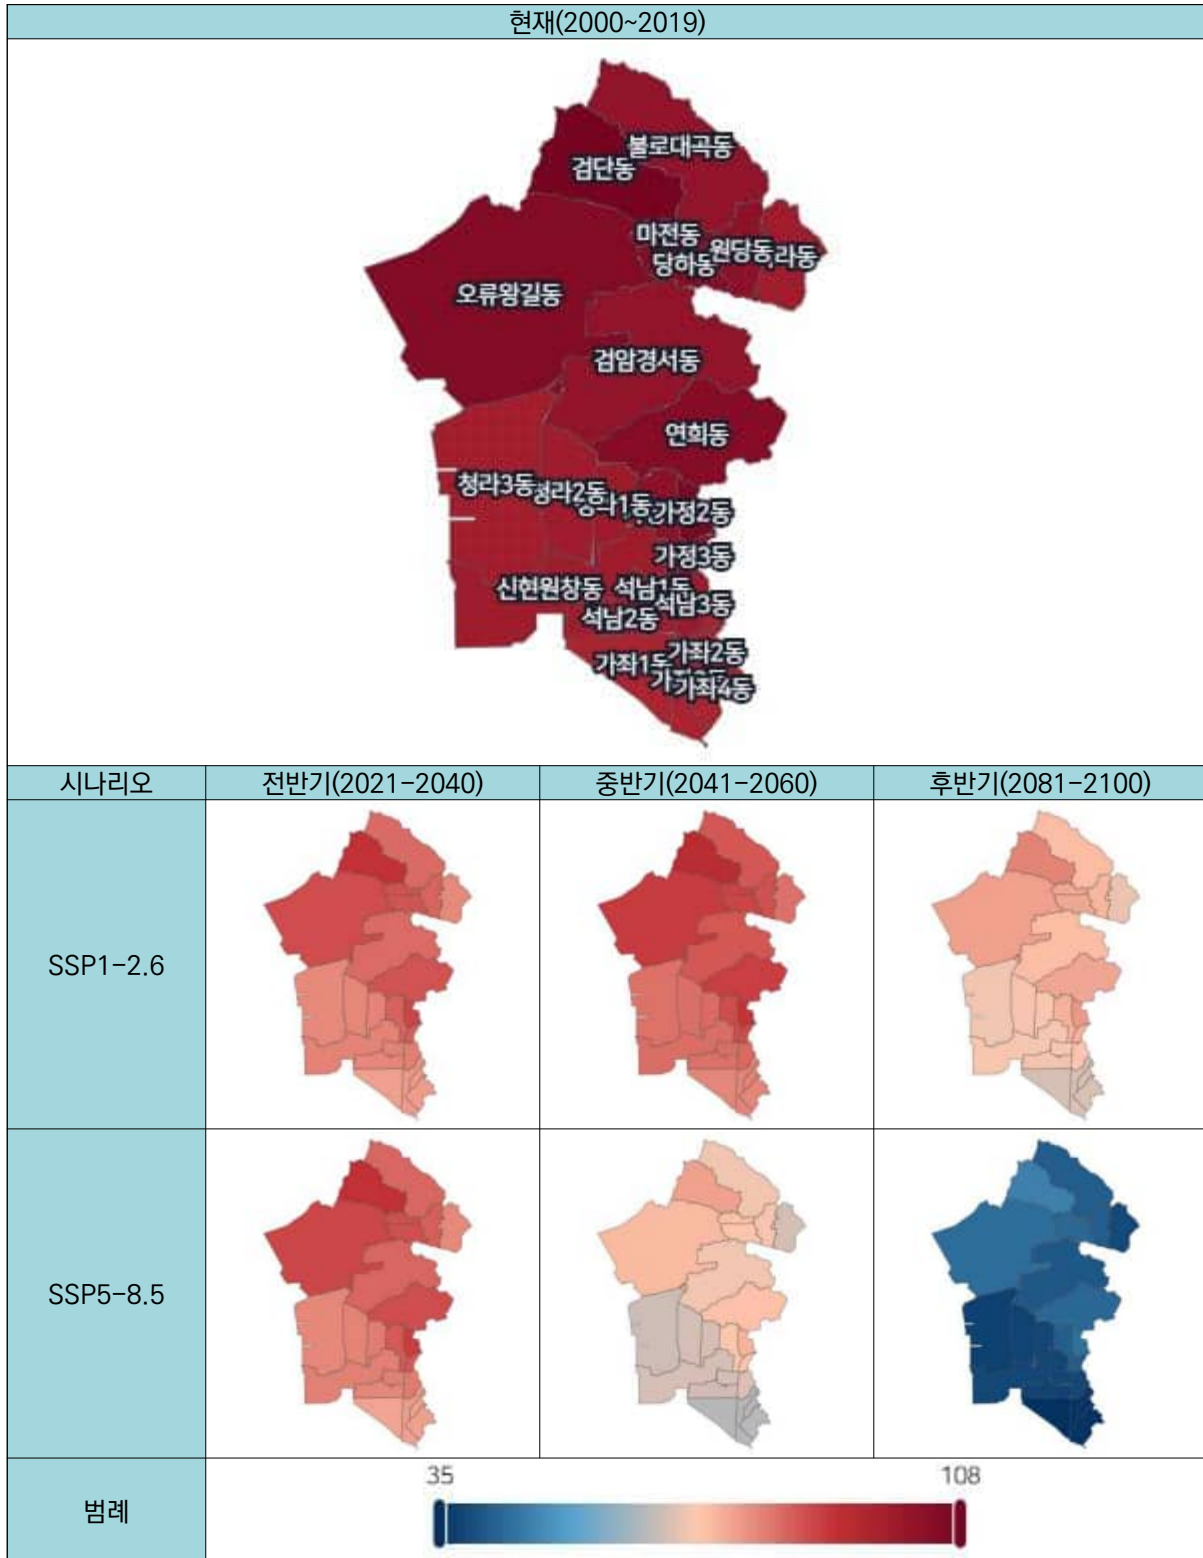 현재(2000~2019)
불로대곡동
검단동
마전동
원당동
라동
당하동
오류왕길동
검암경서동
연희동
청라3동
청라2동
1동
가정2동
가정3동
신현원창동
석남1동
석남3동
석남2동
가좌2동
가좌1동
가좌4동
시나리오 전반기(2021-2040) 중반기(2041-2060) 후반기(2081-2100)
SSP1-2.6
SSP5-8.5
35 108
범례